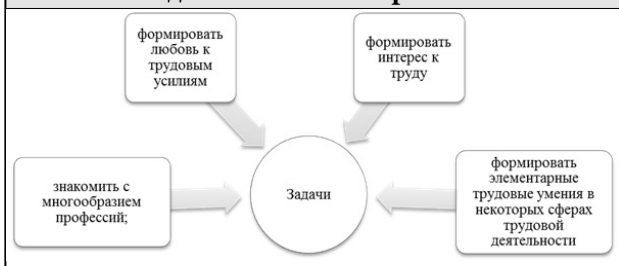 формировать
любовь к
трудовым
усилиям
формировать
интерес к
труду
знакомить с
многообразием
профессий;
Задачи
формировать
элементарные
трудовые умения в
некоторых сферах
трудовой
деятельности